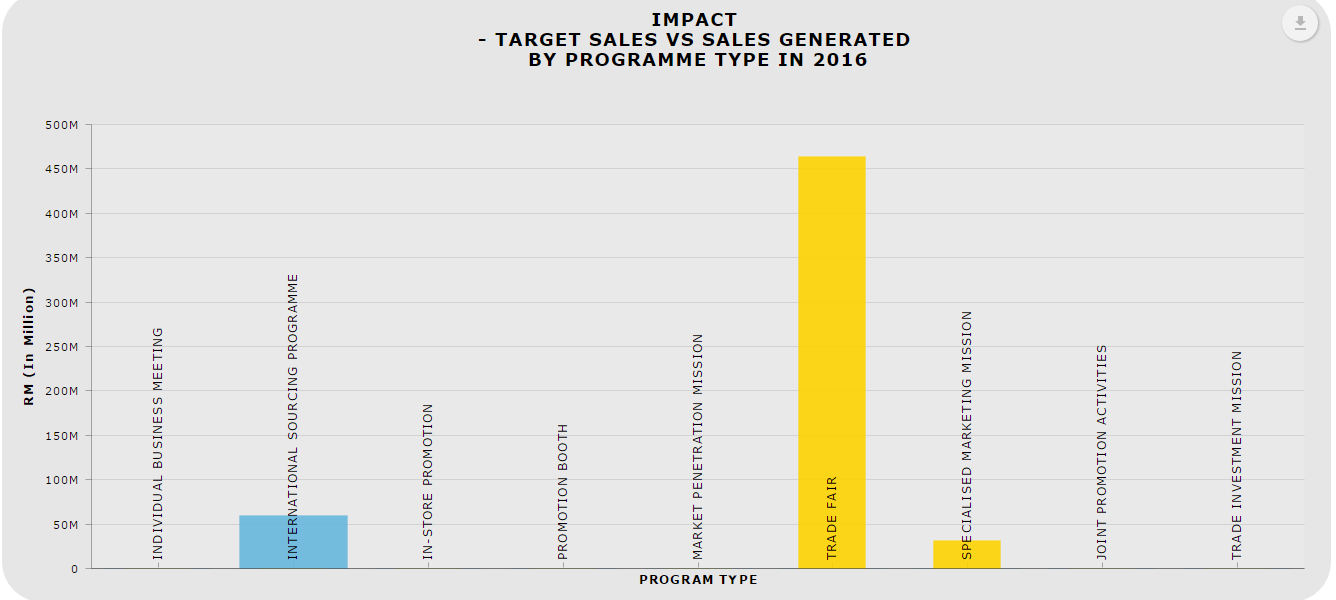 IMPACT
- TARGET SALES VS SALES GENERATED
BY PROGRAMME TYPE IN 2016
500M
450M
400M
350M
300M
250M
200M
150M
100M
50M
0
RM (In Million)
INDIVIDUAL BUSINESS MEETING
INTERNATIONAL SOURCING PROGRAMME
IN-STORE PROMOTION
PROMOTION BOOTH
MARKET PENETRATION MISSION
TRADE FAIR
SPECIALISED MARKETING MISSION
JOINT PROMOTION ACTIVITIES
TRADE INVESTMENT MISSION
PROGRAM TYPE